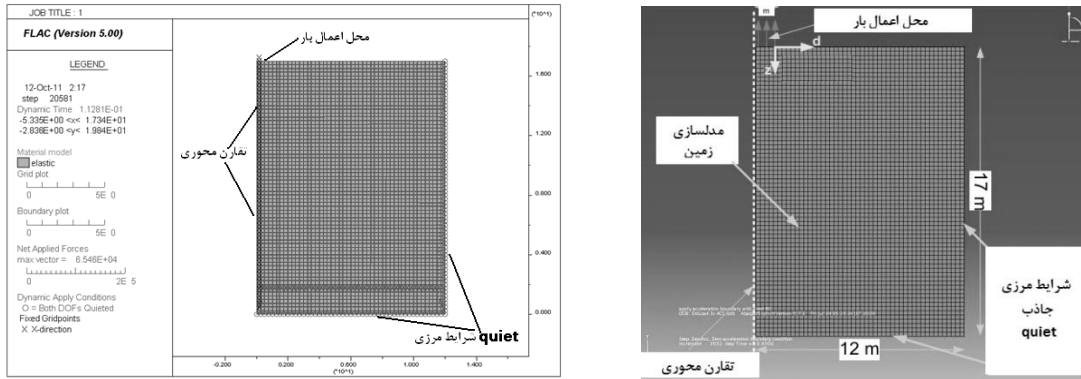 JOB TITLE : 1
(*10^1)
FLAC (Version 5.00)
LEGEND
12-Oct-11 2:17
step 20581
Dynamic Time 1.1281E-01
-5.335E+00 <x< 1.734E+01
-2.836E+00 <y< 1.984E+01
Material model
elastic
Grid plot
0 5E 0
Boundary plot
0 5E 0
Net Applied Forces
max vector = 6.546E+04
0 2E 5
Dynamic Apply Conditions
O = Both DOFs Quieted
Fixed Gridpoints
X X-direction
محل اعمال بار
تقارن محوری
شرایط مرزی quiet
1.600
1.200
0.800
0.400
0.000
-0.200 0.200 0.600 1.000 1.400
(*10^1)
m
محل اعمال بار
d
z
مدلسازی
زمین
17 m
شرایط مرزی
جاذب
quiet
12 m
تقارن محوری